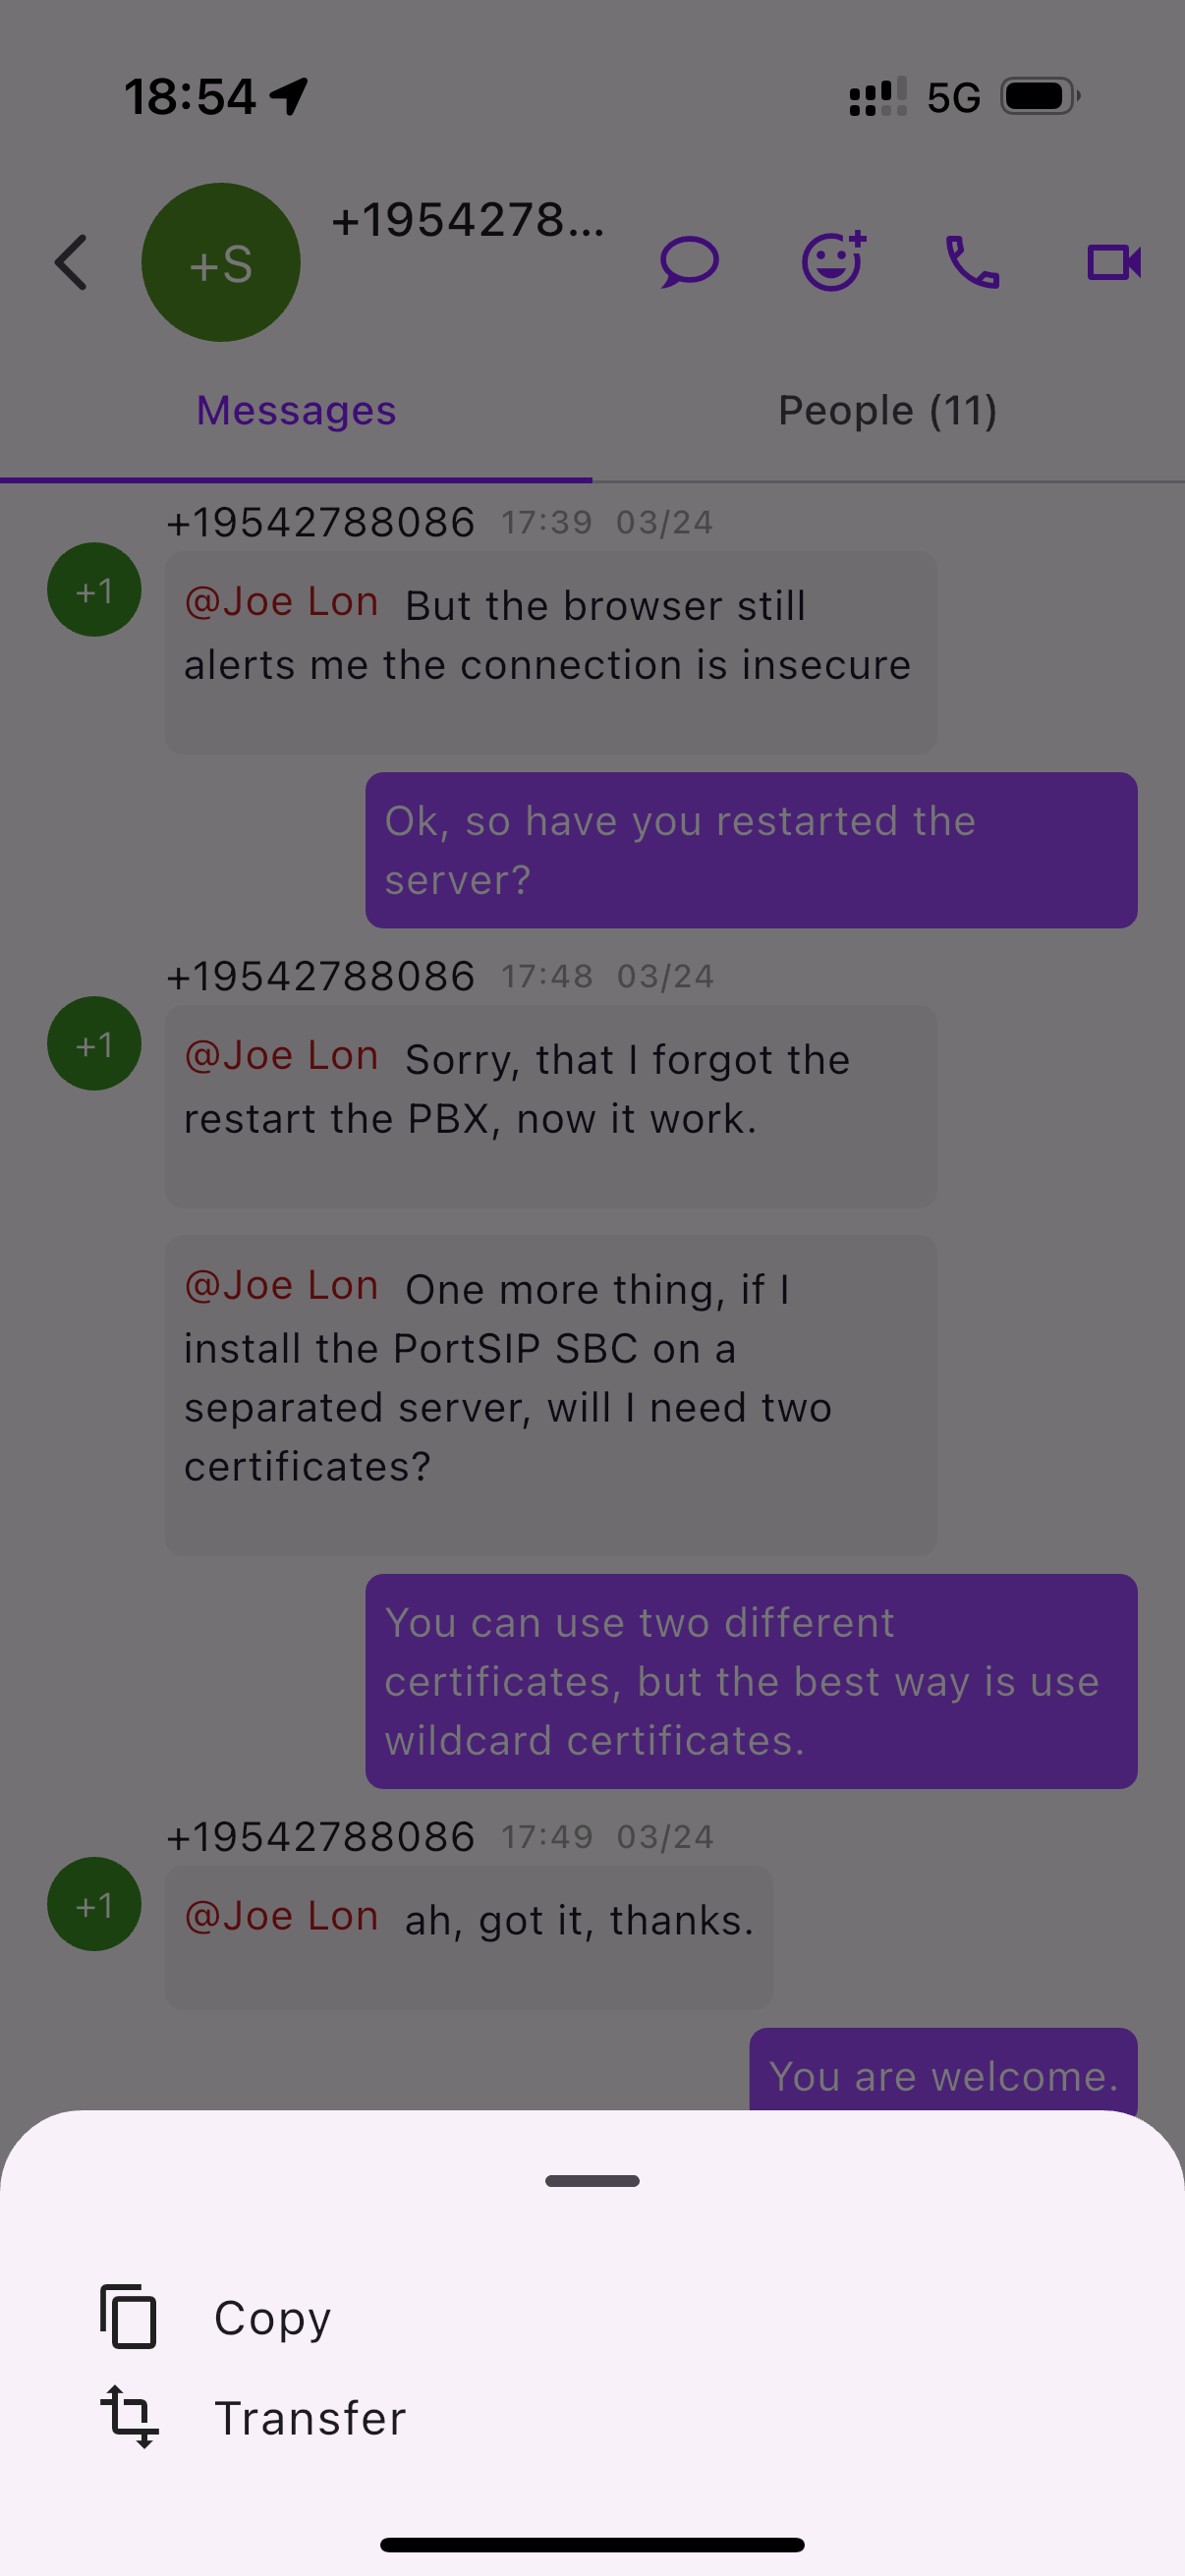 18:54 5G
+S +1954278...
Messages People (11)
+19542788086 17:39 03/24
+1
@Joe Lon But the browser still
alerts me the connection is insecure
Ok, so have you restarted the
server?
+19542788086 17:48 03/24
+1
@Joe Lon Sorry, that I forgot the
restart the PBX, now it work.
@Joe Lon One more thing, if I
install the PortSIP SBC on a
separated server, will I need two
certificates?
You can use two different
certificates, but the best way is use
wildcard certificates.
+19542788086 17:49 03/24
+1
@Joe Lon ah, got it, thanks.
You are welcome.
Copy
Transfer